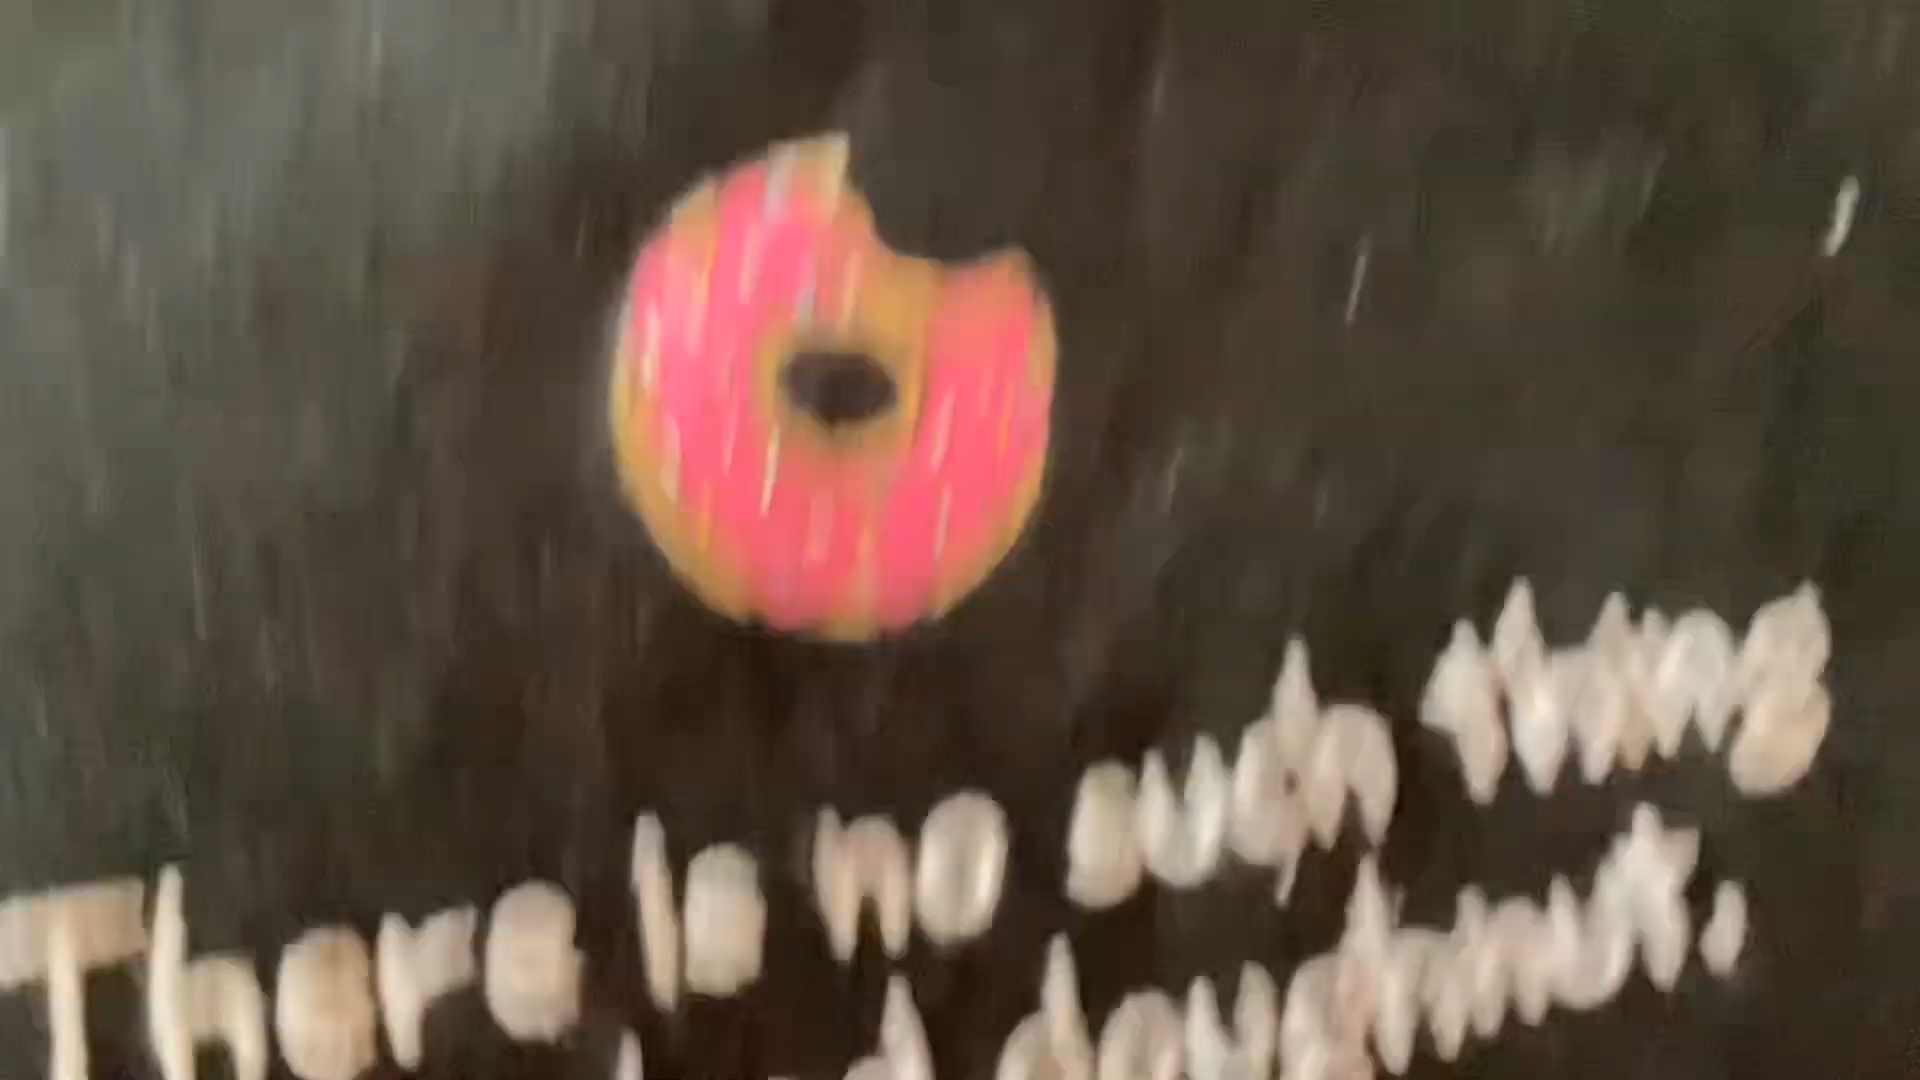 There is no such thing
doughnut.